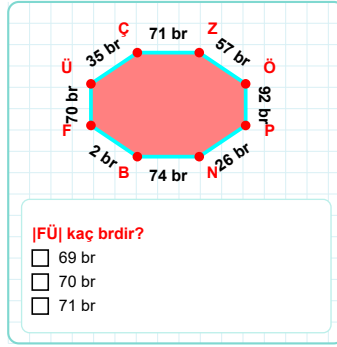 Ç
71 br
Z
35 br
57 br
Ü
Ö
70 br
92 br
F
P
2 br
26 br
B
74 br
N
|FÜ| kaç brdir?
69 br
70 br
71 br